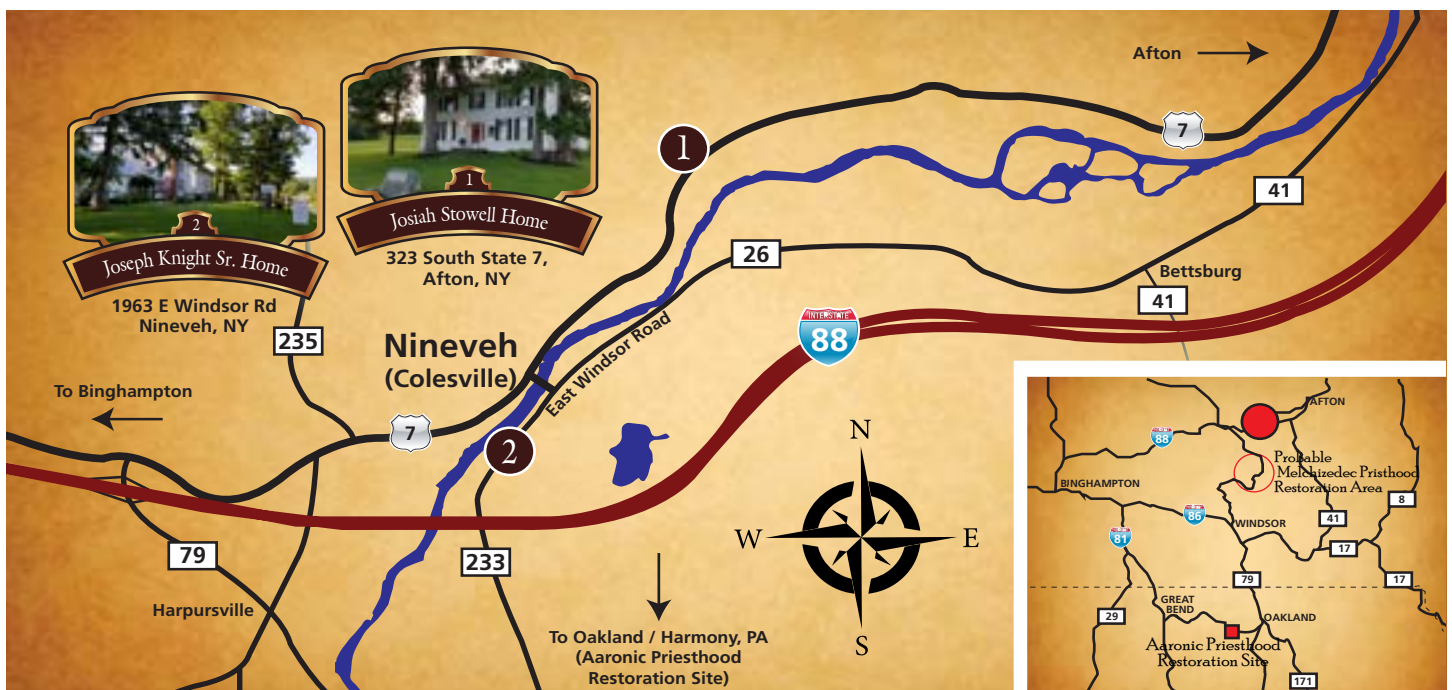 Afton
7
1
41
2
Joseph Knight Sr. Home
1963 E Windsor Rd
Nineveh, NY
1
Josiah Stowell Home
323 South State 7,
Afton, NY
26
Bettsburg
41
235
Nineveh
(Colesville)
East Windsor Road
INTERSTATE
88
To Binghampton
7
2
79
233
Harpursville
To Oakland / Harmony, PA
(Aaronic Priesthood
Restoration Site)
N
W
E
S
AFTON
88
Probable
Melchizedec Pristhood
Restoration Area
BINGHAMPTON
8
86
81
WINDSOR
41
17
17
79
GREAT
BEND
29
OAKLAND
Aaronic Priesthood
Restoration Site
171